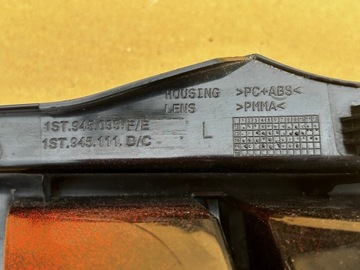 HOUSING >PC+ABS<
LENS >PMMA<
1ST.945.095.F/E
1ST.945.111.D/C
L